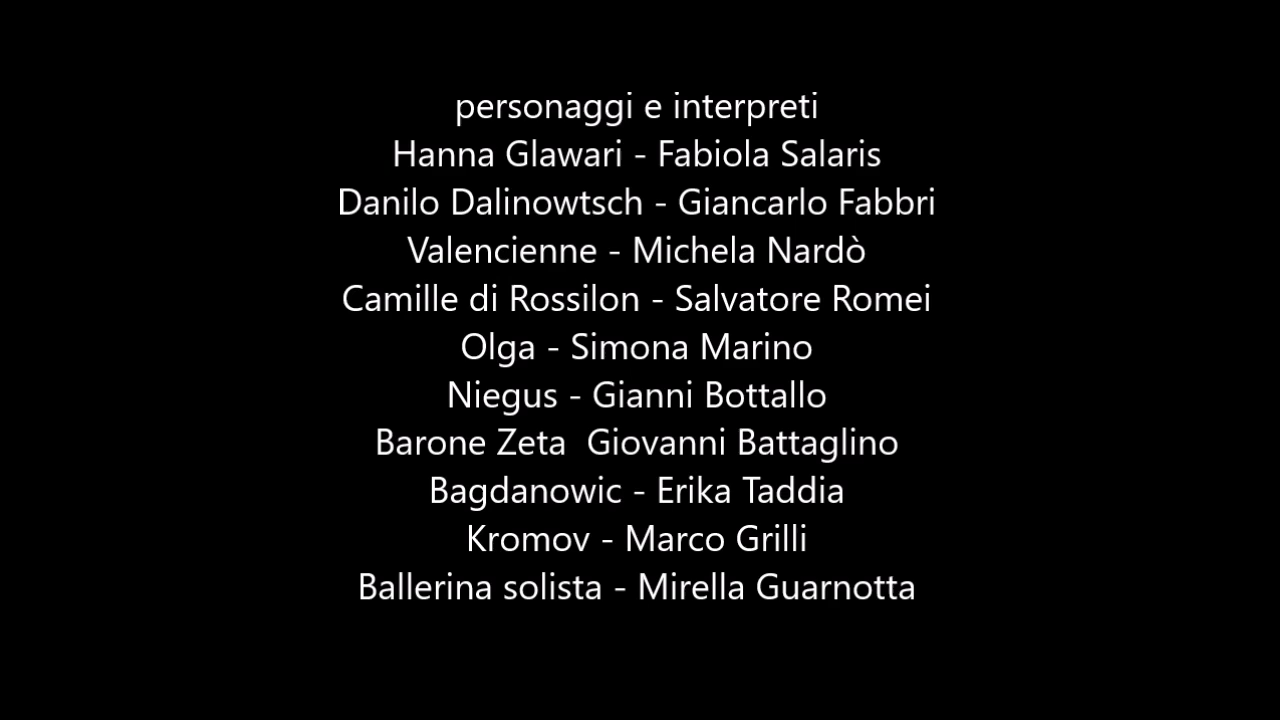 personaggi e interpreti
Hanna Glawari - Fabiola Salaris
Danilo Dalinowtsch - Giancarlo Fabbri
Valencienne - Michela Nardò
Camille di Rossilon - Salvatore Romei
Olga - Simona Marino
Niegus - Gianni Bottallo
Barone Zeta  Giovanni Battaglino
Bagdanowic - Erika Taddia
Kromov - Marco Grilli
Ballerina solista - Mirella Guarnotta